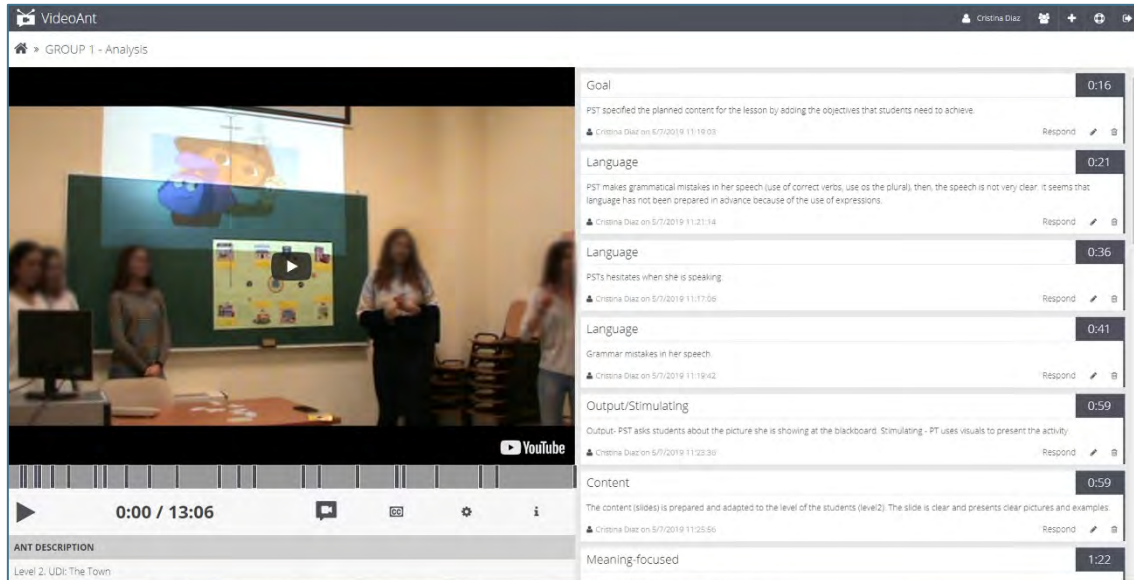 VideoAnt
Cristina Diaz
» GROUP 1 - Analysis
YouTube
0:00 / 13:06
CC
i
ANT DESCRIPTION
Level 2. UDI: The Town
Goal
0:16
PST specified the planned content for the lesson by adding the objectives that students need to achieve.
Cristina Diaz on 5/7/2019 11:19:03
Respond
Language
0:21
PST makes grammatical mistakes in her speech (use of correct verbs, use os the plural), then, the speech is not very clear. It seems that
language has not been prepared in advance because of the use of expressions.
Cristina Diaz on 5/7/2019 11:21:14
Respond
Language
0:36
PSTs hesitates when she is speaking.
Cristina Diaz on 5/7/2019 11:17:06
Respond
Language
0:41
Grammar mistakes in her speech.
Cristina Diaz on 5/7/2019 11:19:42
Respond
Output/Stimulating
0:59
Output- PST asks students about the picture she is showing at the blackboard. Stimulating - PT uses visuals to present the activity
Cristina Diaz on 5/7/2019 11:23:30
Respond
Content
0:59
The content (slides) is prepared and adapted to the level of the students (level2). The slide is clear and presents clear pictures and examples.
Cristina Diaz on 5/7/2019 11:25:56
Respond
Meaning-focused
1:22